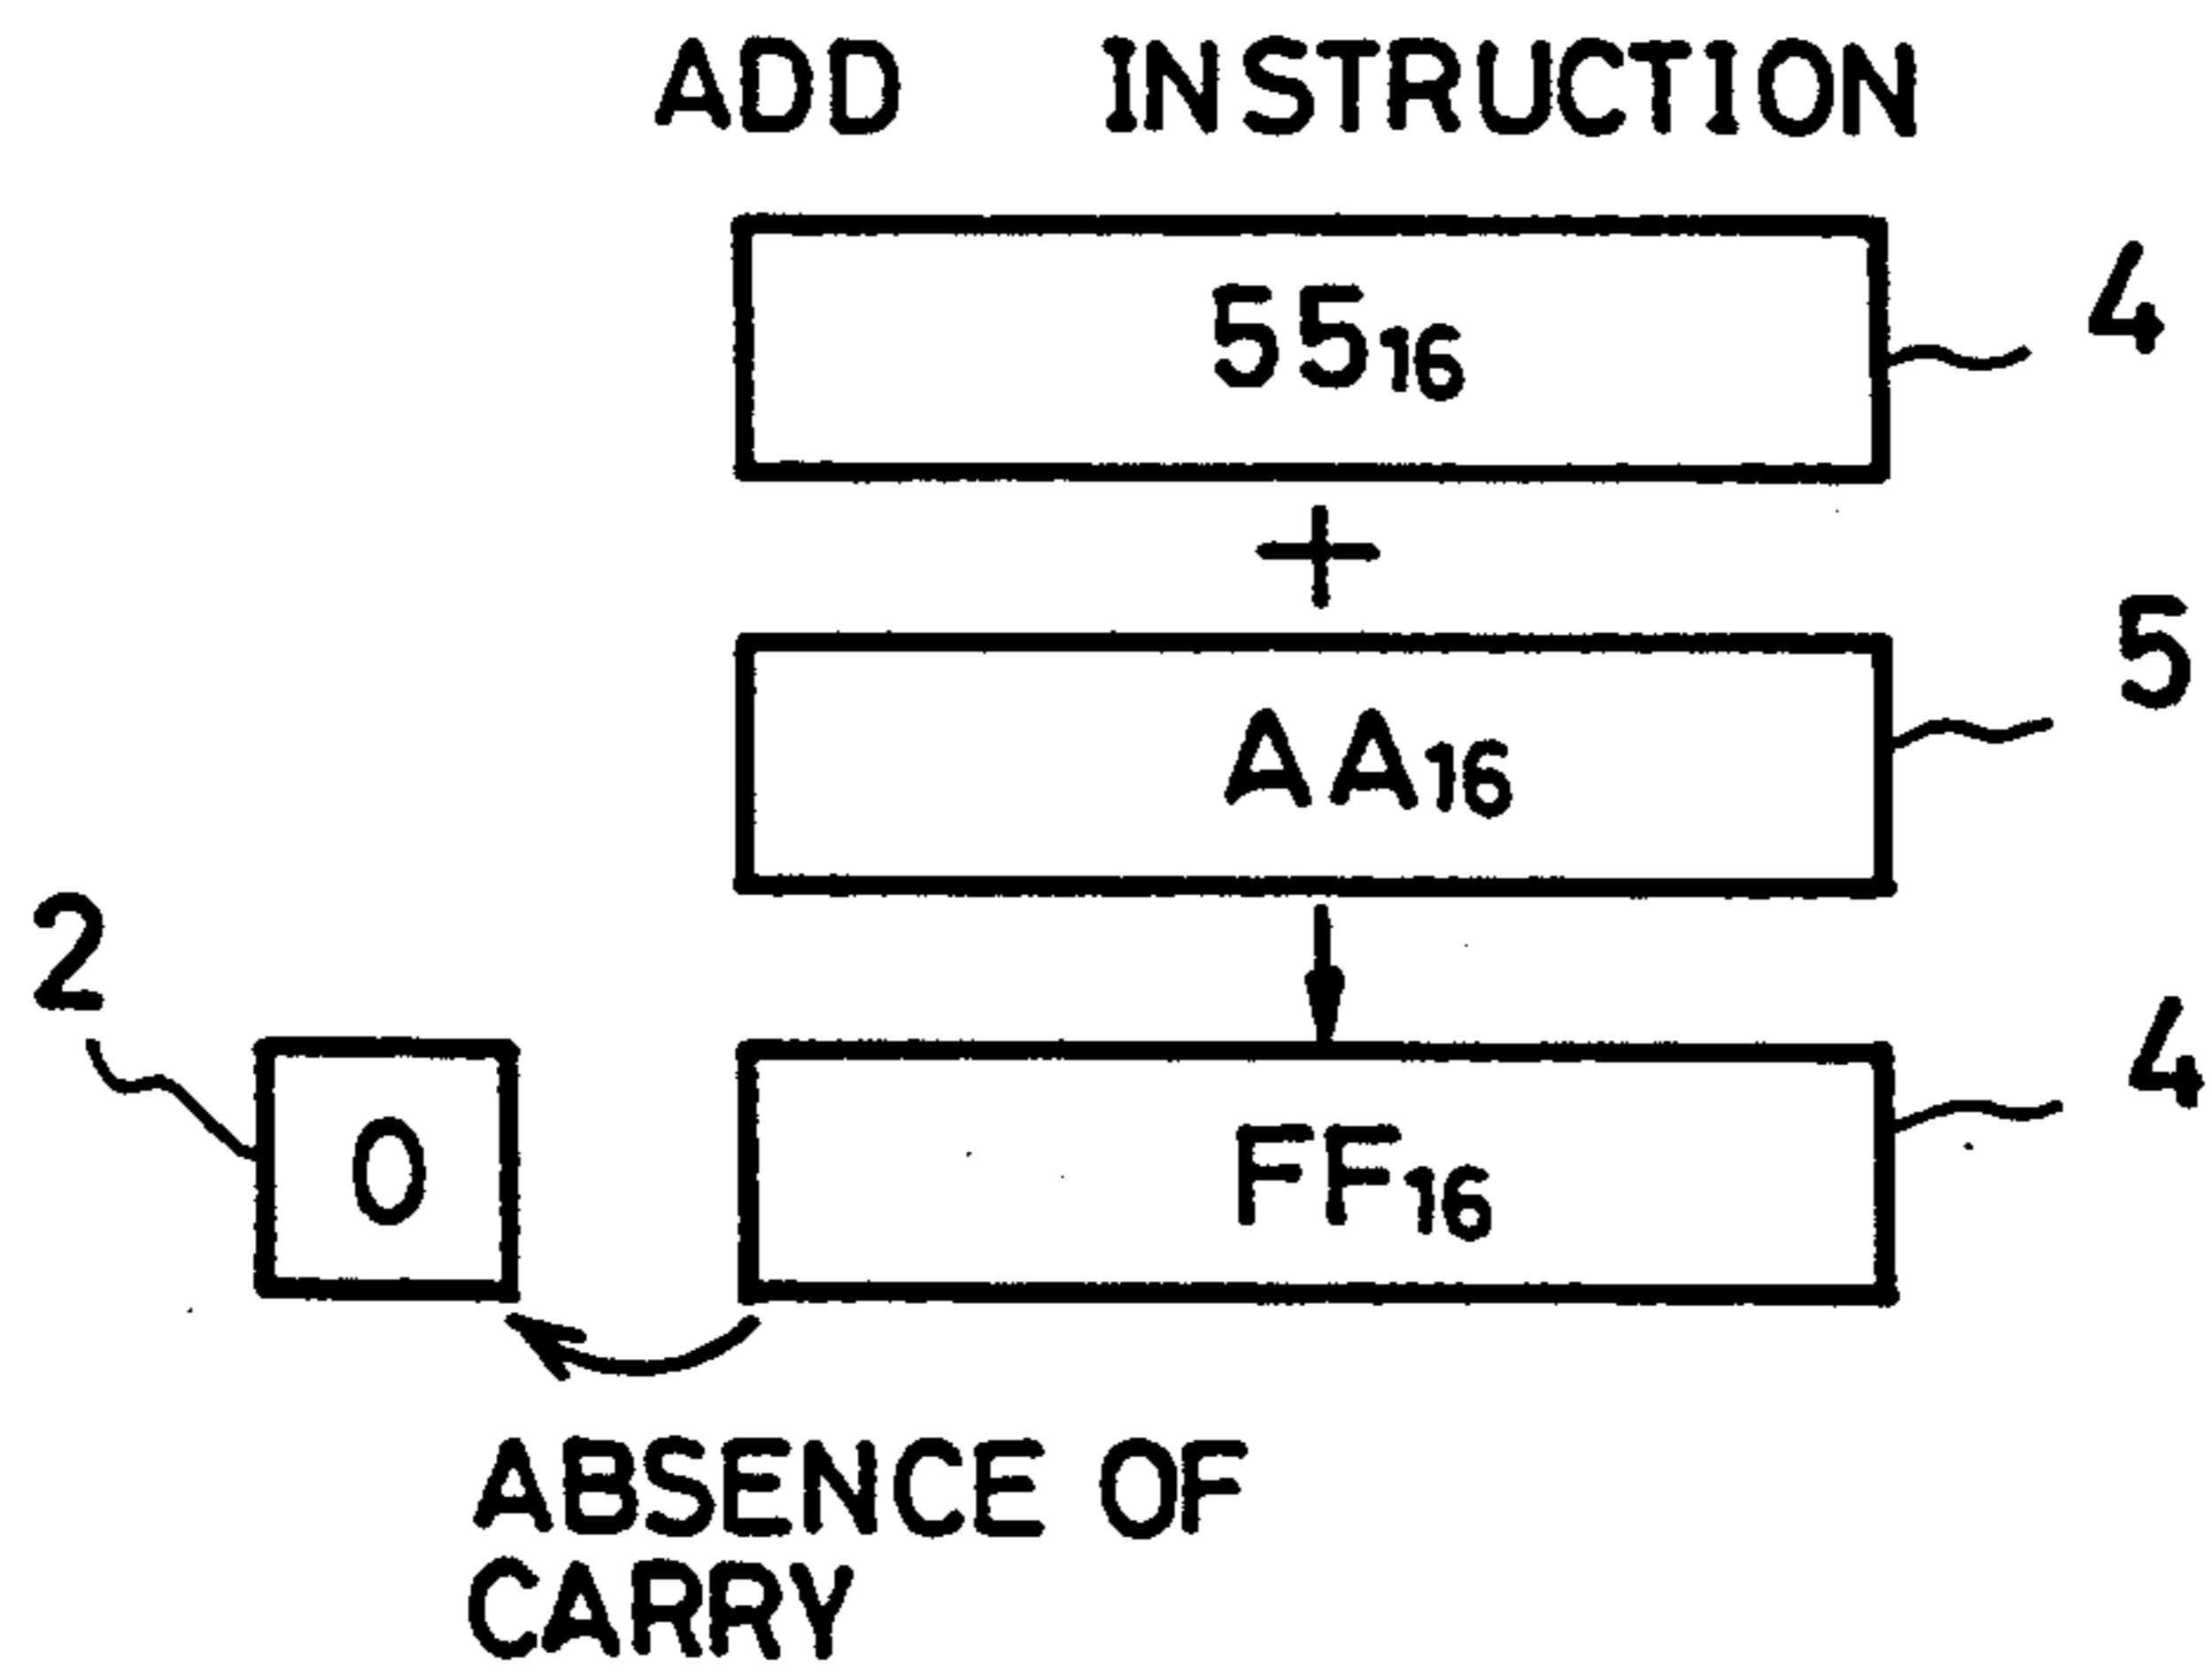 ADD INSTRUCTION
55₁₆
4
+
5
AA₁₆
2
4
0
FF₁₆
ABSENCE OF
CARRY